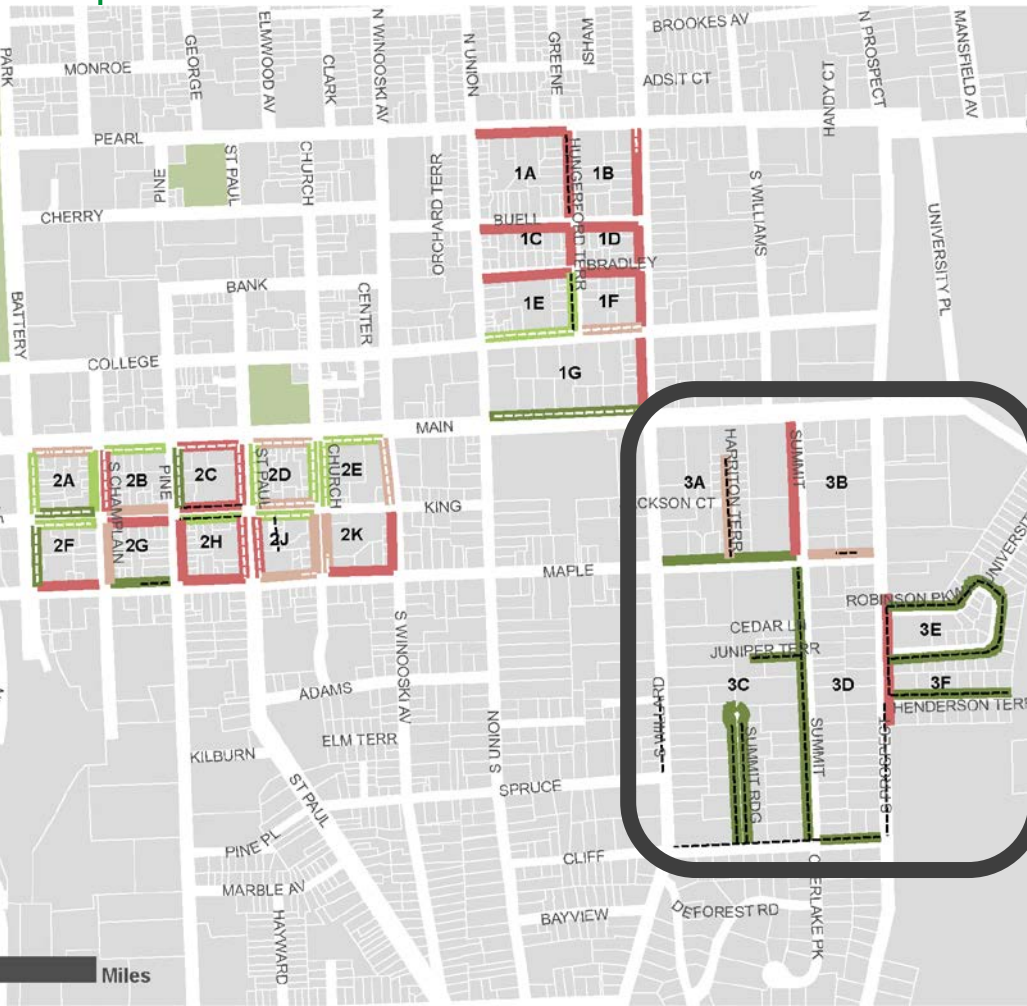 PARK
MONROE
GEORGE
ELMWOOD AV
CLARK
N WINOOSKI AV
N UNION
GREENE
ISHAM
BROOKES AV
ADSIT CT
HANDY CT
N PROSPECT
MANSFIELD AV
PEARL
PINE
ST PAUL
CHURCH
ORCHARD TERR
HUNGERFORD TERR
S WILLIAMS
UNIVERSITY PL
1A
1B
CHERRY
BUELL
1C
1D
BRADLEY
BATTERY
BANK
CENTER
1E
1F
COLLEGE
1G
MAIN
2A
S CHAMPLAIN
2B
PINE
2C
ST PAUL
2D
CHURCH
2E
KING
2F
2G
2H
2J
2K
MAPLE
3A
HARRITON TERR
SUMMIT
3B
CKSON CT
UNIVERSIT
ROBINSON PKW
3E
CEDAR LN
JUNIPER TERR
3C
3D
3F
HENDERSON TERR
S WILLARD
SUMMIT RDG
SUMMIT
S PROSPECT
S WINOOSKI AV
ADAMS
S UNION
KILBURN
ELM TERR
ST PAUL
SPRUCE
PINE PL
CLIFF
MARBLE AV
HAYWARD
BAYVIEW
DEFOREST RD
ERLAKE PK
Miles